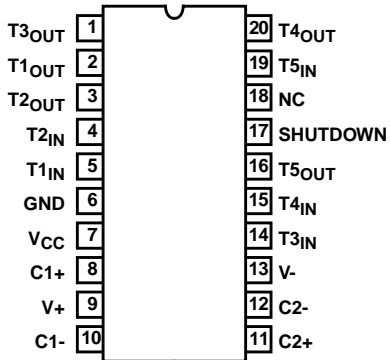 T3OUT 1 20 T4OUT
T1OUT 2 19 T5IN
T2OUT 3 18 NC
T2IN 4 17 SHUTDOWN
T1IN 5 16 T5OUT
GND 6 15 T4IN
VCC 7 14 T3IN
C1+ 8 13 V-
V+ 9 12 C2-
C1- 10 11 C2+